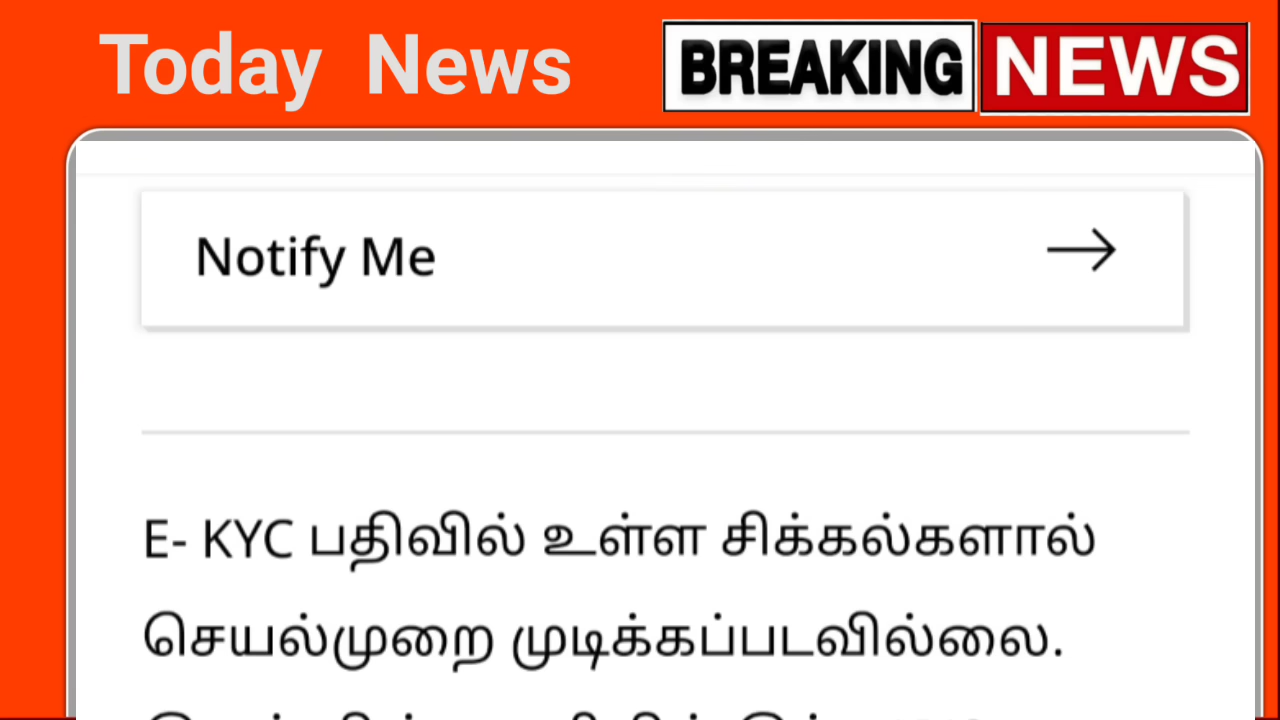 Today News
BREAKING NEWS
Notify Me
E- KYC பதிவில் உள்ள சிக்கல்களால்
செயல்முறை முடிக்கப்படவில்லை.